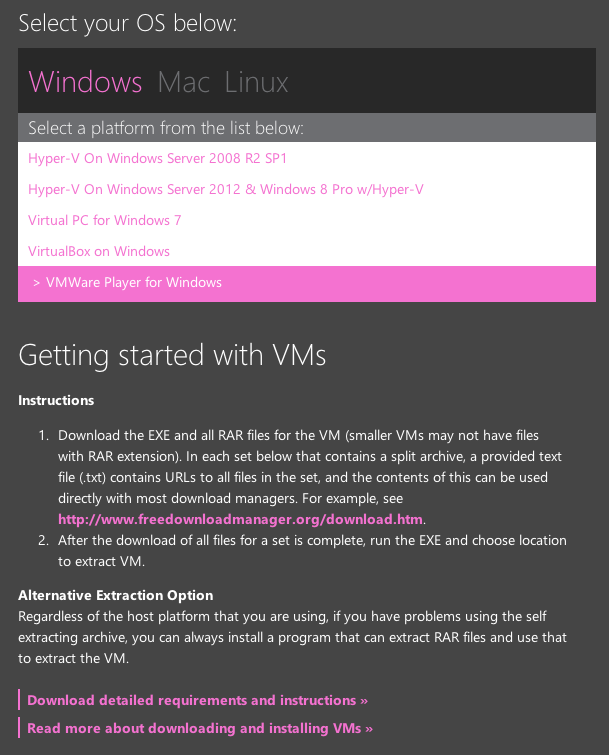 Select your OS below:
Windows Mac Linux
Select a platform from the list below:
Hyper-V On Windows Server 2008 R2 SP1
Hyper-V On Windows Server 2012 & Windows 8 Pro w/Hyper-V
Virtual PC for Windows 7
VirtualBox on Windows
> VMWare Player for Windows
Getting started with VMs
Instructions
1. Download the EXE and all RAR files for the VM (smaller VMs may not have files
with RAR extension). In each set below that contains a split archive, a provided text
file (.txt) contains URLs to all files in the set, and the contents of this can be used
directly with most download managers. For example, see
http://www.freedownloadmanager.org/download.htm.
2. After the download of all files for a set is complete, run the EXE and choose location
to extract VM.
Alternative Extraction Option
Regardless of the host platform that you are using, if you have problems using the self
extracting archive, you can always install a program that can extract RAR files and use that
to extract the VM.
Download detailed requirements and instructions »
Read more about downloading and installing VMs »